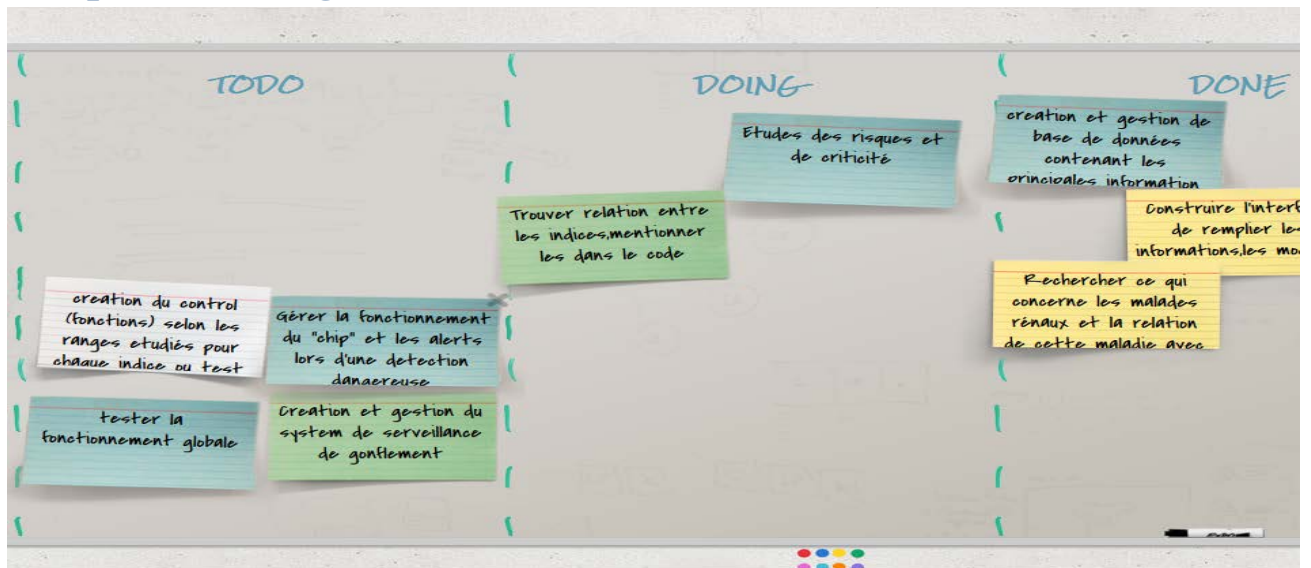 TODO
creation du control
(fonctions) selon les
ranges etudiés pour
chaque indice ou test
Gérer la fonctionnement
du "chip" et les alerts
lors d'une detection
dangereuse
tester la
fonctionnement globale
Creation et gestion du
system de serveillance
de gonflement
DOING
Etudes des risques et
de criticité
Trouver relation entre
les indices,mentionner
les dans le code
DONE
creation et gestion de
base de données
contenant les
principales information
Construire l'interf
de remplier le
informations,les mo
Rechercher ce qui
concerne les malades
rénaux et la relation
de cette maladie avec